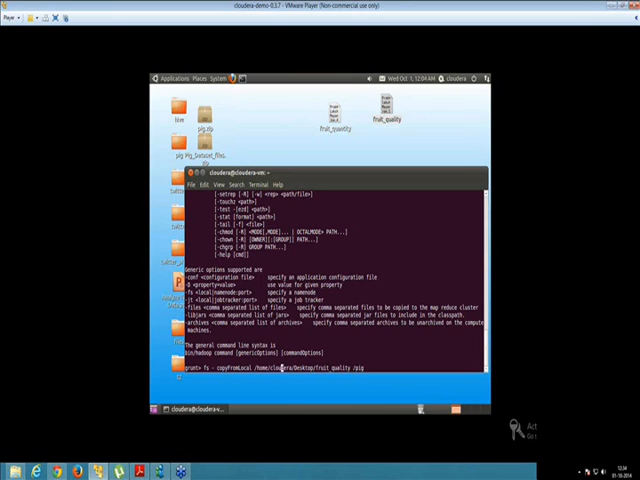 cloudera-demo-0.3.7 - VMware Player (Non-commercial use only)
Player
Applications Places System
Wed Oct 1, 12:04 AM cloudera
hive
pig.zip
fruit_quantity
fruit_quality
pig Pig_Dataset_files.
zip
cloudera@cloudera-vm: ~
File Edit View Search Terminal Help
[-setrep [-R] [-w] <rep> <path/file>]
[-touchz <path>]
[-test -[ezd] <path>]
[-stat [format] <path>]
[-tail [-f] <file>]
[-chmod [-R] <MODE[,MODE]... | OCTALMODE> PATH...]
[-chown [-R] [OWNER][:[GROUP]] PATH...]
[-chgrp [-R] GROUP PATH...]
[-help [cmd]]
Generic options supported are
-conf <configuration file> specify an application configuration file
-D <property=value> use value for given property
-fs <local|namenode:port> specify a namenode
-jt <local|jobtracker:port> specify a job tracker
-files <comma separated list of files> specify comma separated files to be copied to the map reduce cluster
-libjars <comma separated list of jars> specify comma separated jar files to include in the classpath.
-archives <comma separated list of archives> specify comma separated archives to be unarchived on the compute
machines.
The general command line syntax is
bin/hadoop command [genericOptions] [commandOptions]
grunt> fs - copyFromLocal /home/cloudera/Desktop/fruit_quality /pig
cloudera@cloudera-v...
Act
Go t
12:34
01-10-2014